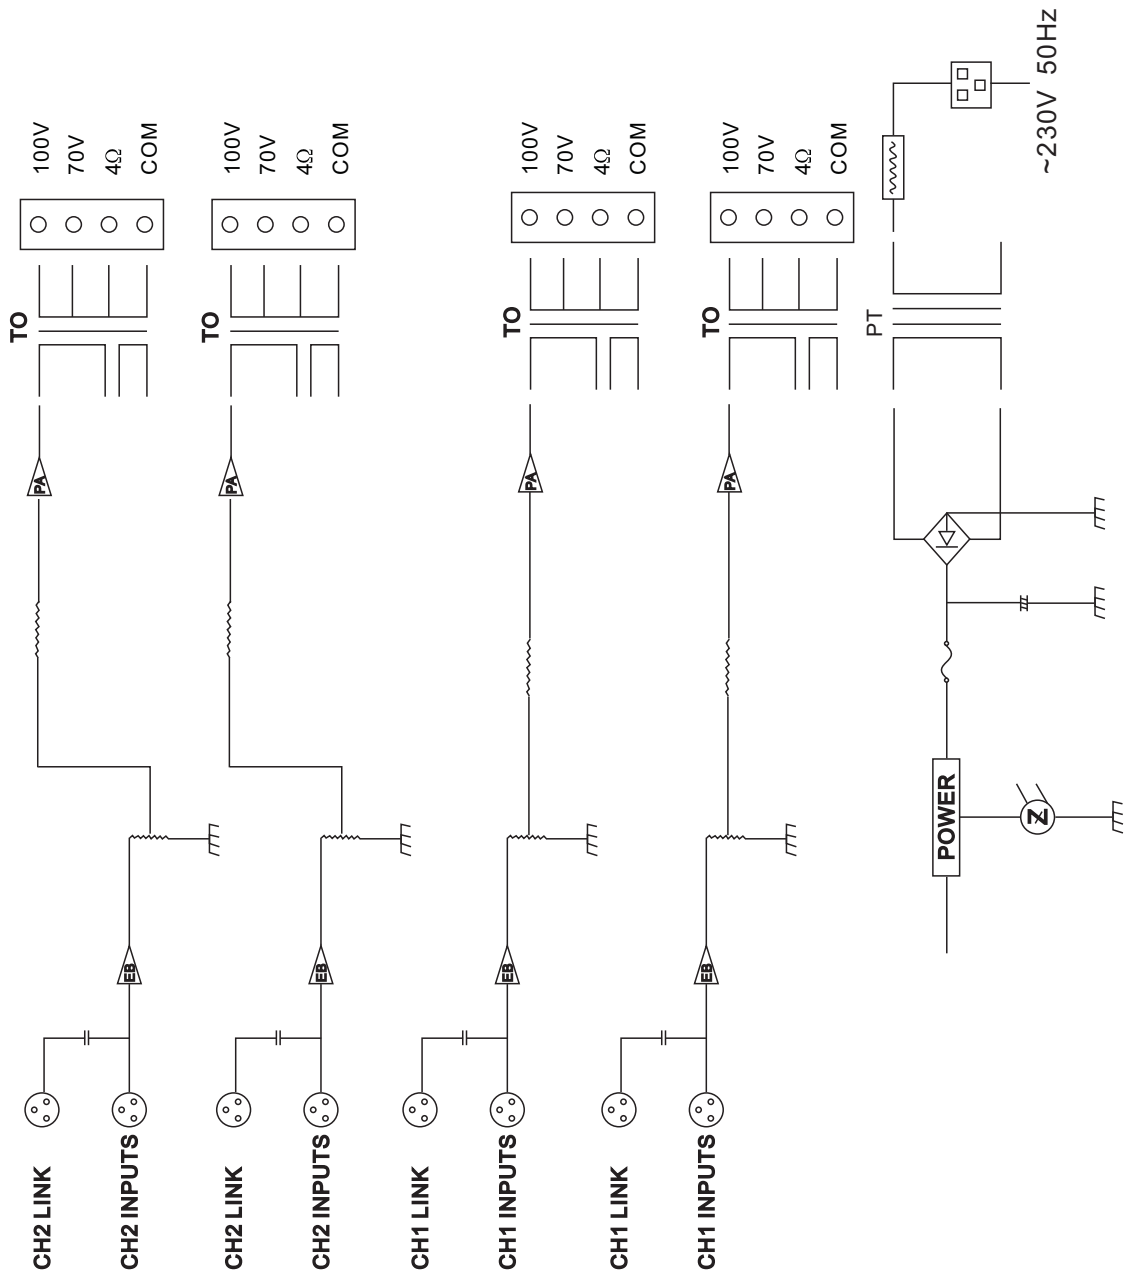 CH2 LINK
CH2 INPUTS
EB
PA
TO
100V
70V
4Ω
COM
CH2 LINK
CH2 INPUTS
EB
PA
TO
100V
70V
4Ω
COM
CH1 LINK
CH1 INPUTS
EB
PA
TO
100V
70V
4Ω
COM
CH1 LINK
CH1 INPUTS
EB
PA
TO
100V
70V
4Ω
COM
POWER
Z
PT
~230V 50Hz